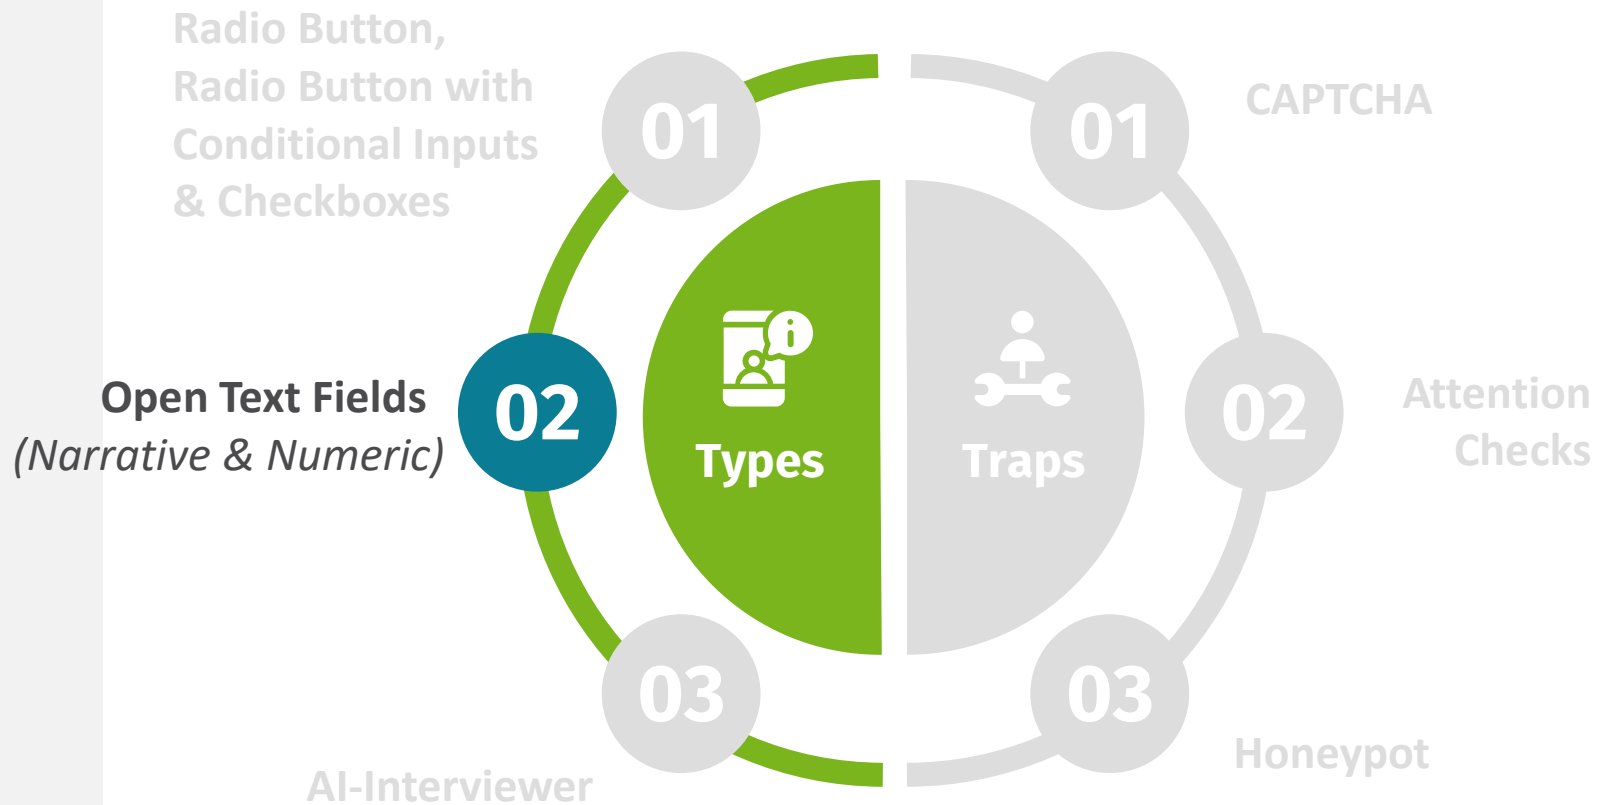 Radio Button,
Radio Button with
Conditional Inputs
& Checkboxes
01
Open Text Fields
(Narrative & Numeric)
02
03
AI-Interviewer
Types
Traps
01
CAPTCHA
02
Attention
Checks
03
Honeypot